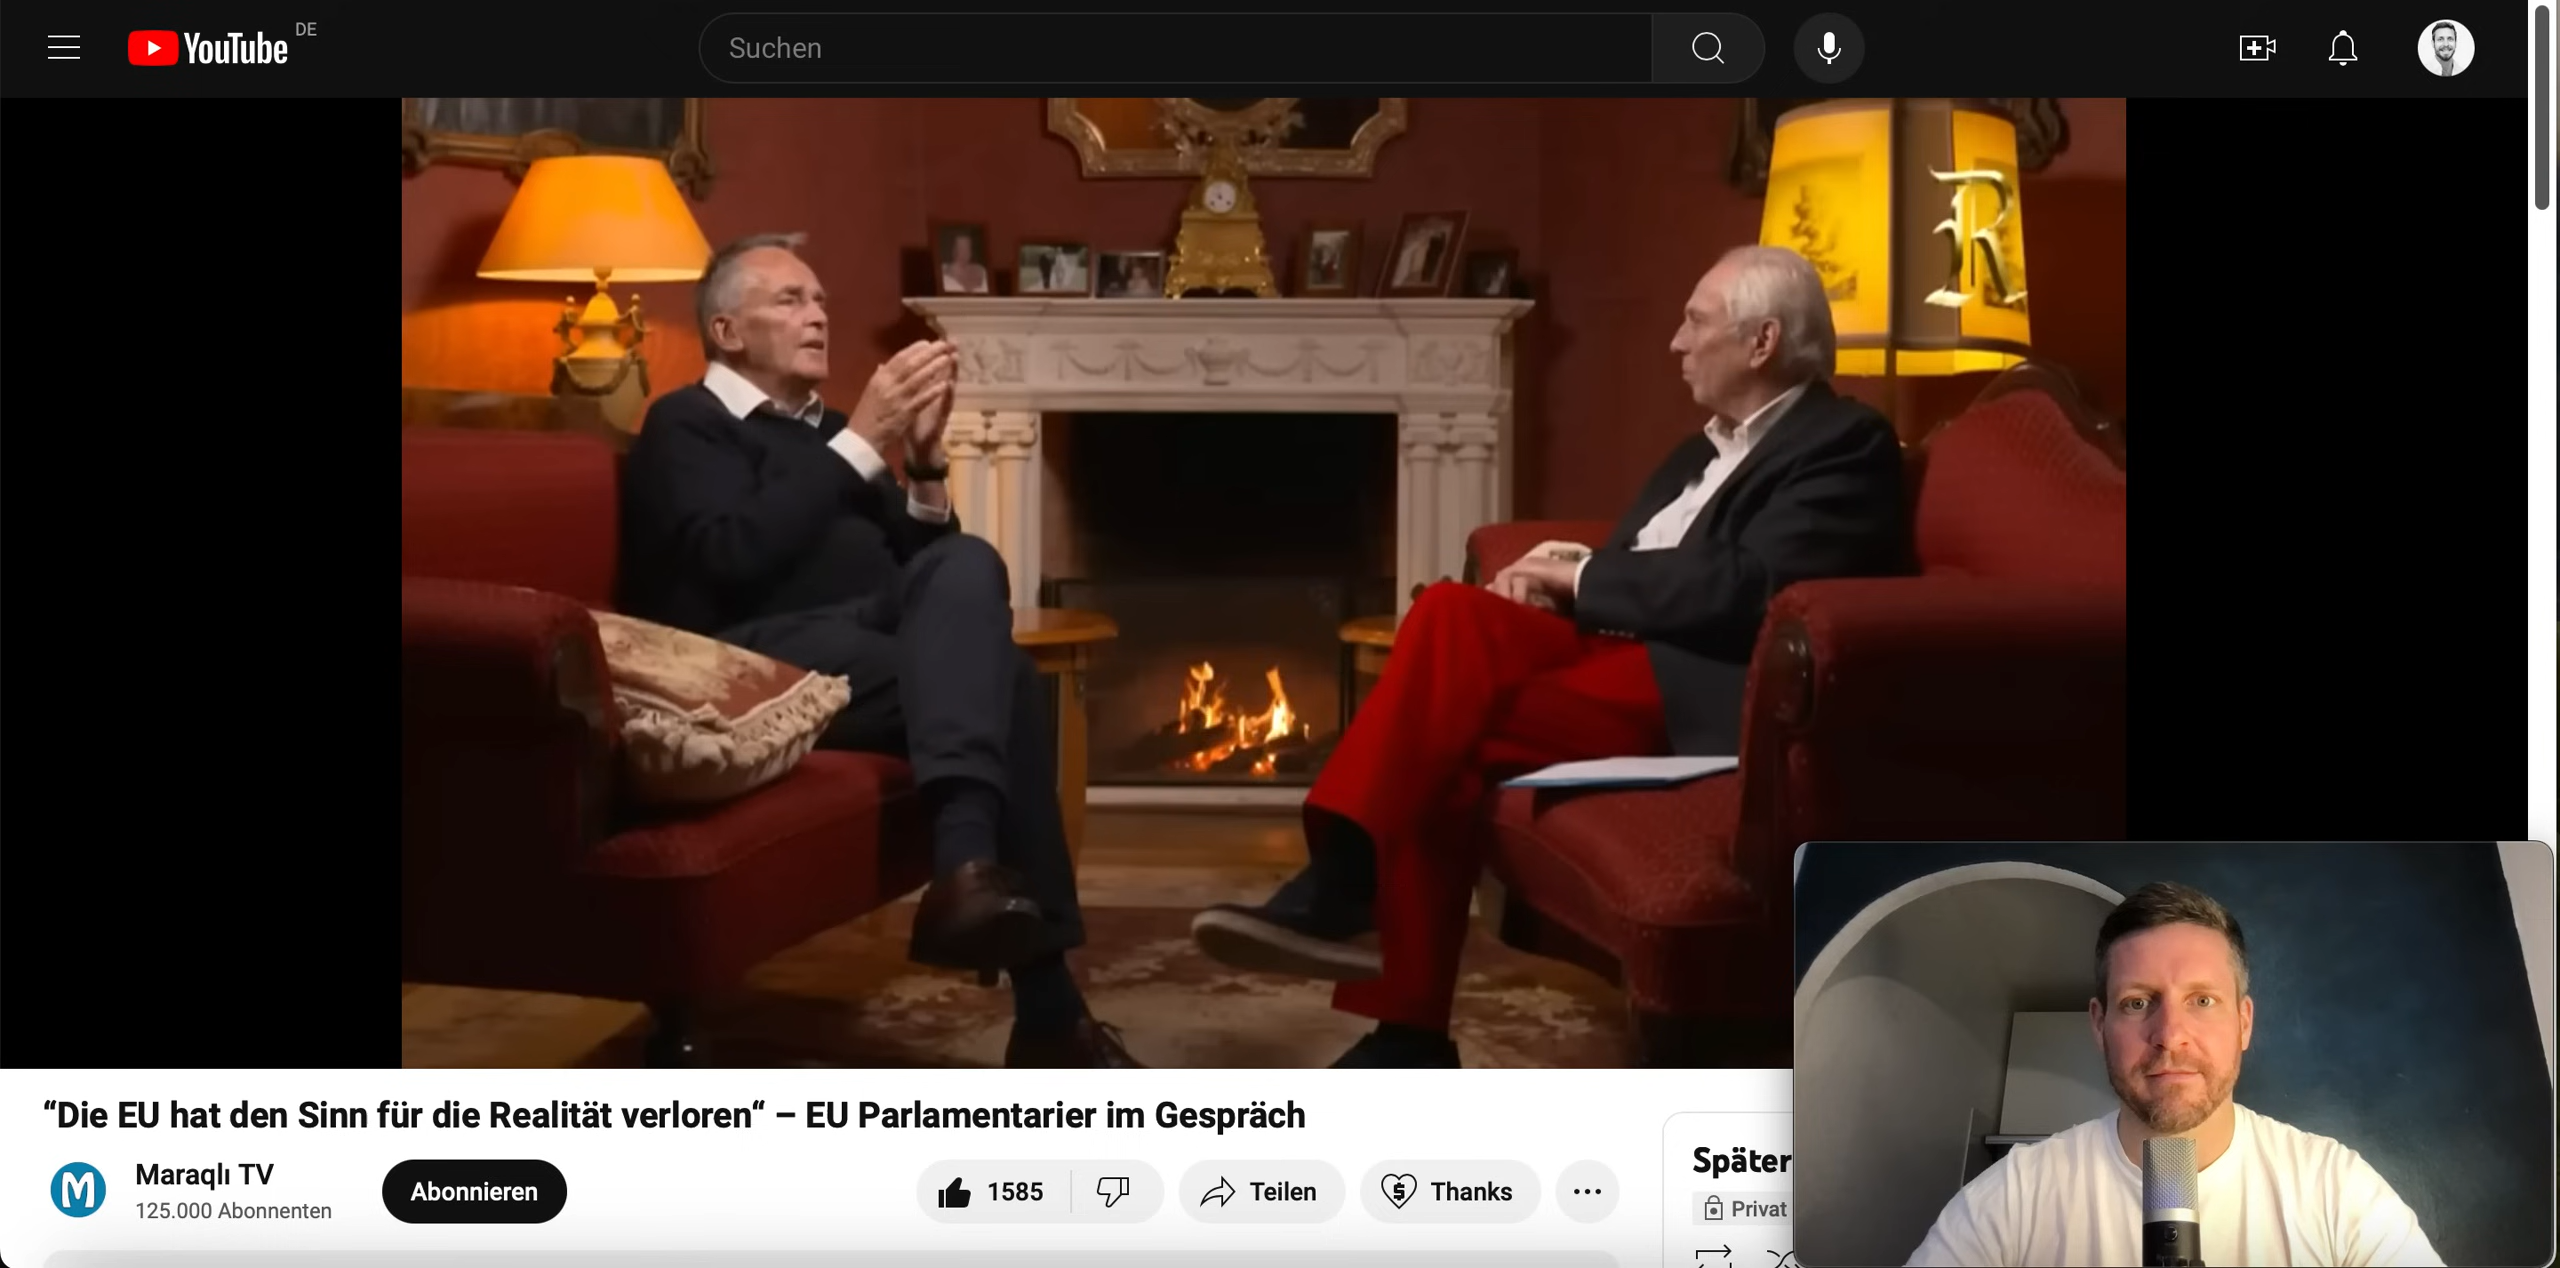 YouTube DE
Suchen
R
“Die EU hat den Sinn für die Realität verloren“ – EU Parlamentarier im Gespräch
M
Maraqlı TV
125.000 Abonnenten
Abonnieren
1585
Teilen
Thanks
Später
Privat